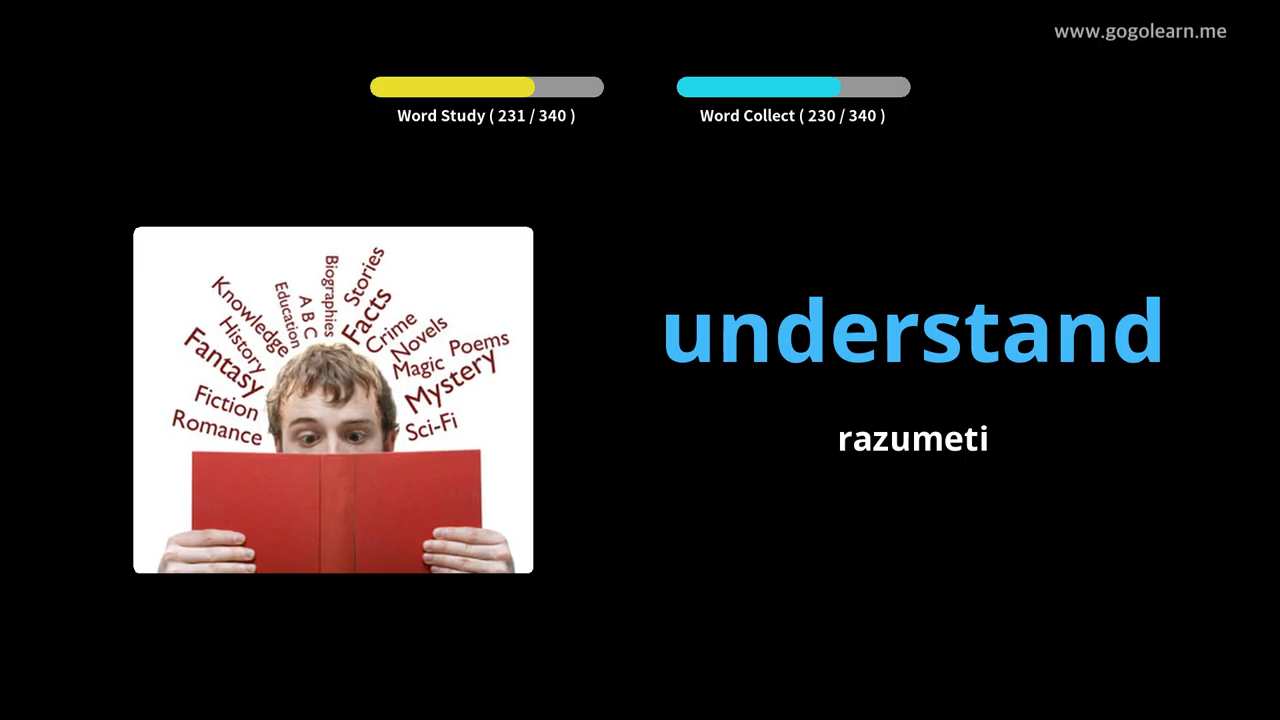 www.gogolearn.me
Word Study ( 231 / 340 )
Word Collect ( 230 / 340 )
Biographies
Stories
Education
A B C
Facts
Knowledge
Crime
History
Novels
Fantasy
Magic
Poems
Mystery
Fiction
Romance
Sci-Fi
understand
razumeti